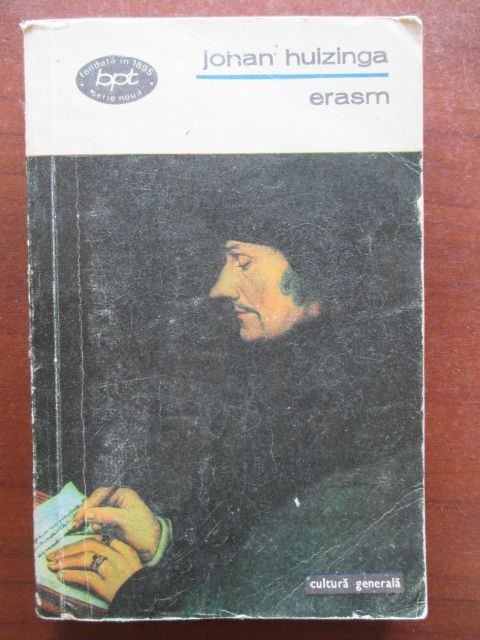 fondată în 1895
bpt
serie nouă
johan huizinga
erasm
cultură generală